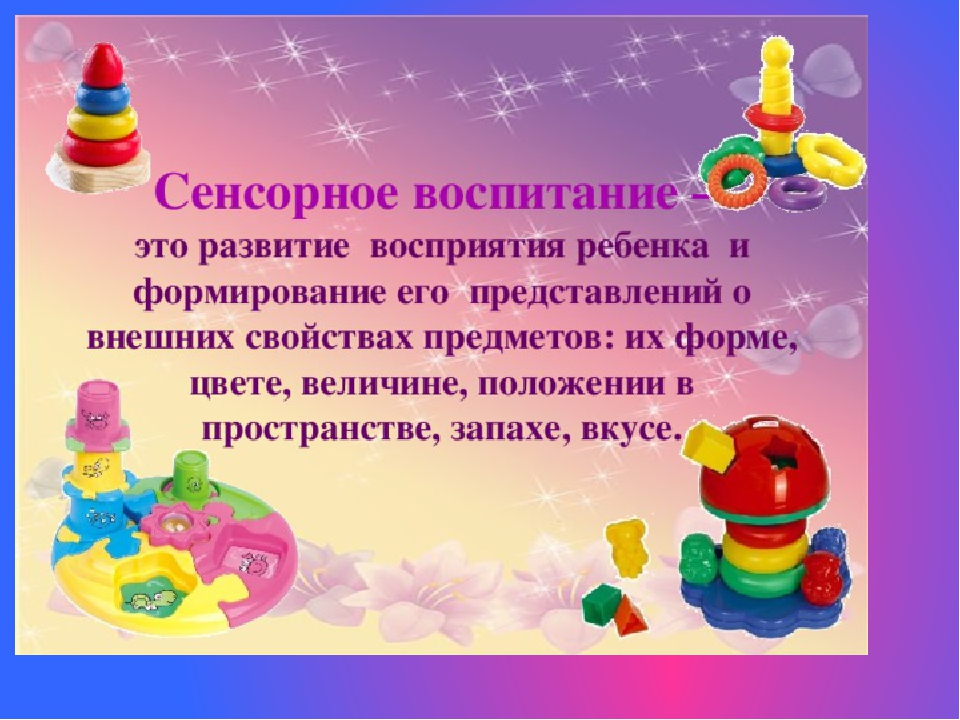 Сенсорное воспитание –
это развитие восприятия ребенка и
формирование его представлений о
внешних свойствах предметов: их форме,
цвете, величине, положении в
пространстве, запахе, вкусе.